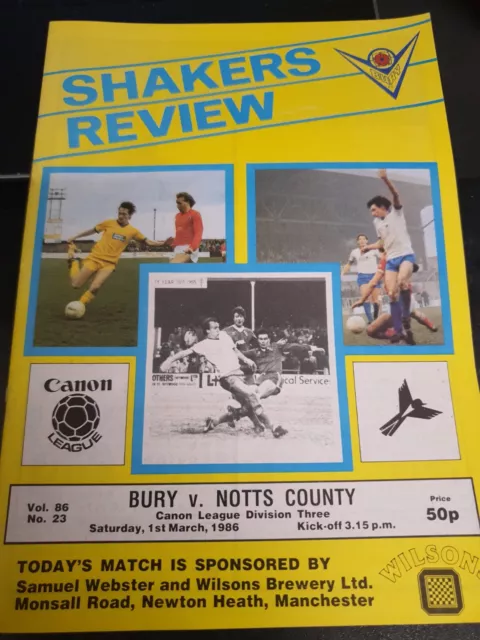 SHAKERS
REVIEW
OTHERS
Canon
LEAGUE
Vol. 86
No. 23
BURY v. NOTTS COUNTY
Canon League Division Three
Saturday, 1st March, 1986
Kick-off 3.15 p.m.
Price
50p
TODAY'S MATCH IS SPONSORED BY
Samuel Webster and Wilsons Brewery Ltd.
Monsall Road, Newton Heath, Manchester
WILSONS